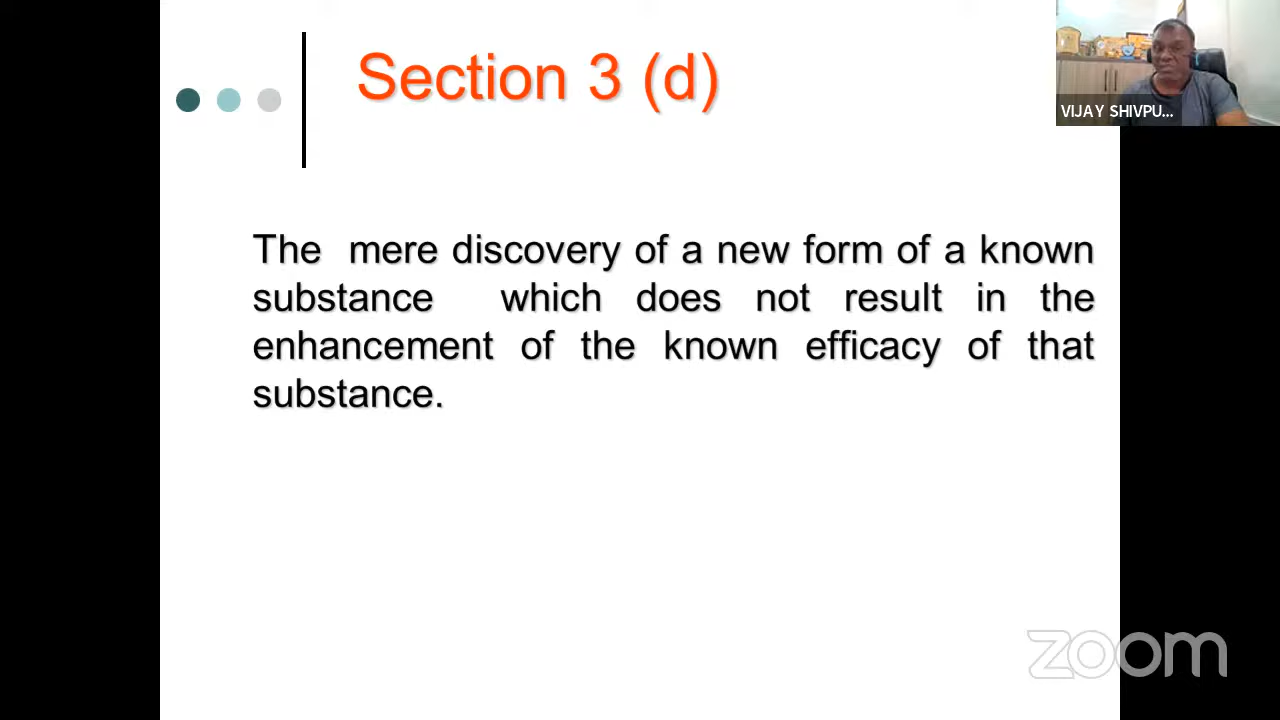 Section 3 (d)
VIJAY SHIVPU...
The mere discovery of a new form of a known
substance which does not result in the
enhancement of the known efficacy of that
substance.
zoom